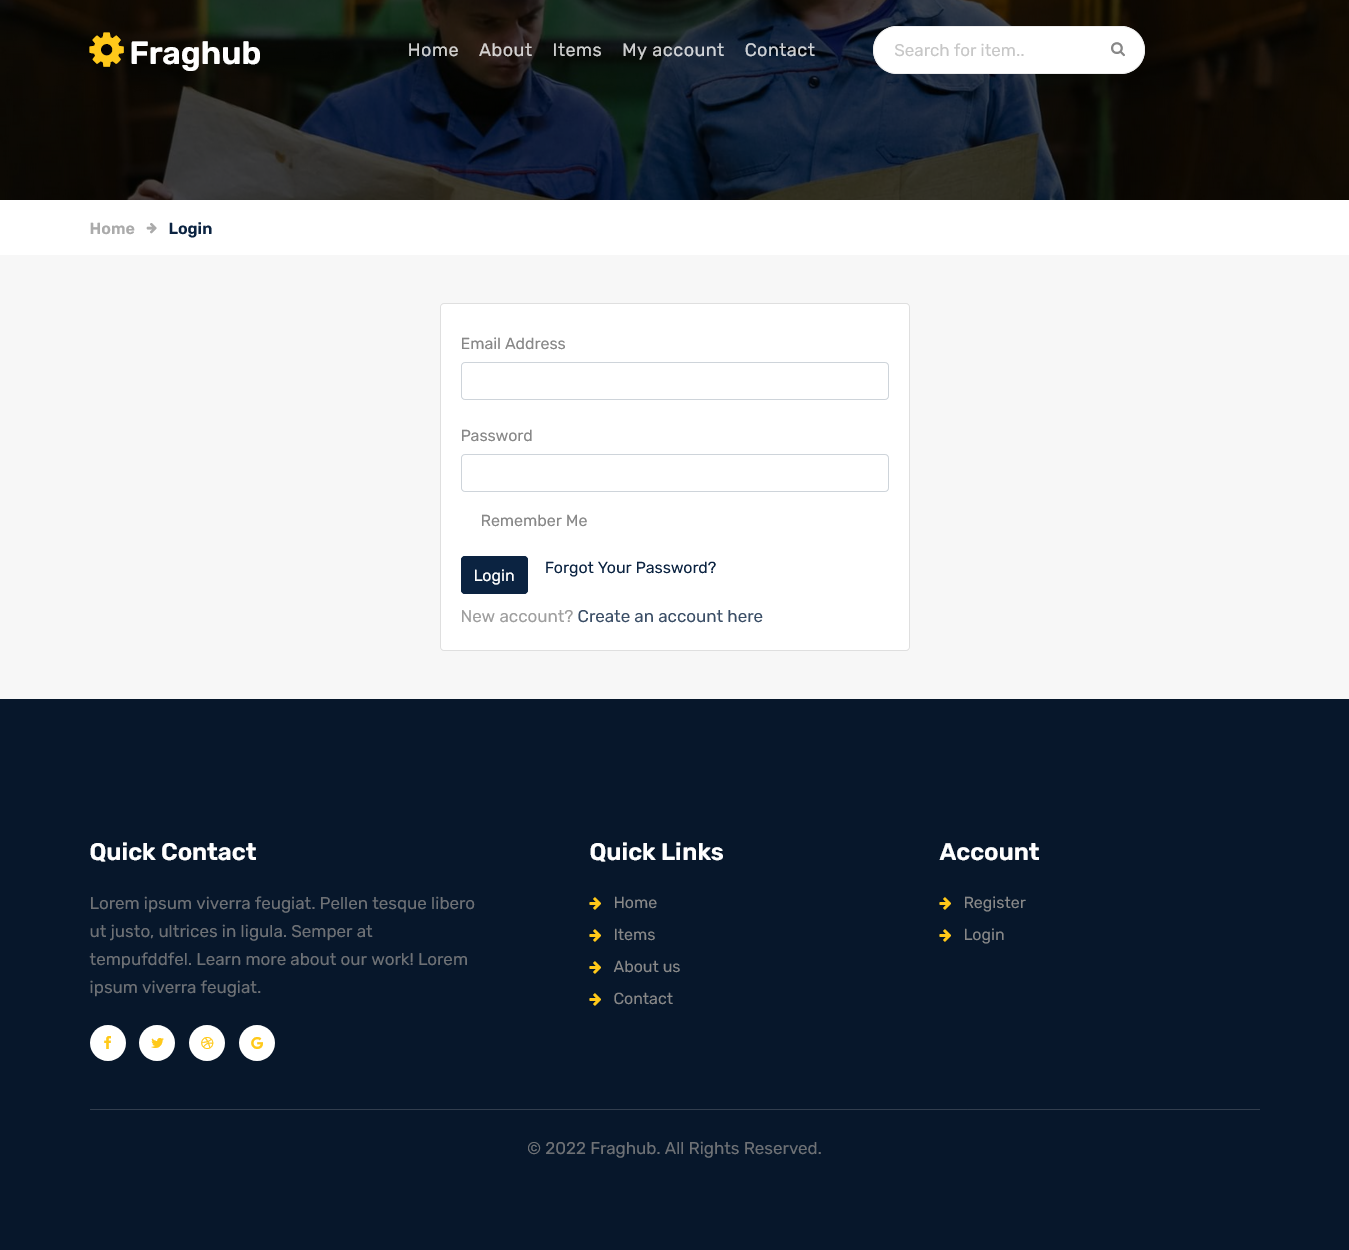 Fraghub
Home About Items My account Contact
Search for item..
Home Login
Email Address
Password
Remember Me
Login
Forgot Your Password?
New account? Create an account here
Quick Contact
Lorem ipsum viverra feugiat. Pellen tesque libero
ut justo, ultrices in ligula. Semper at
tempufddfel. Learn more about our work! Lorem
ipsum viverra feugiat.
Quick Links
Home
Items
About us
Contact
Account
Register
Login
© 2022 Fraghub. All Rights Reserved.